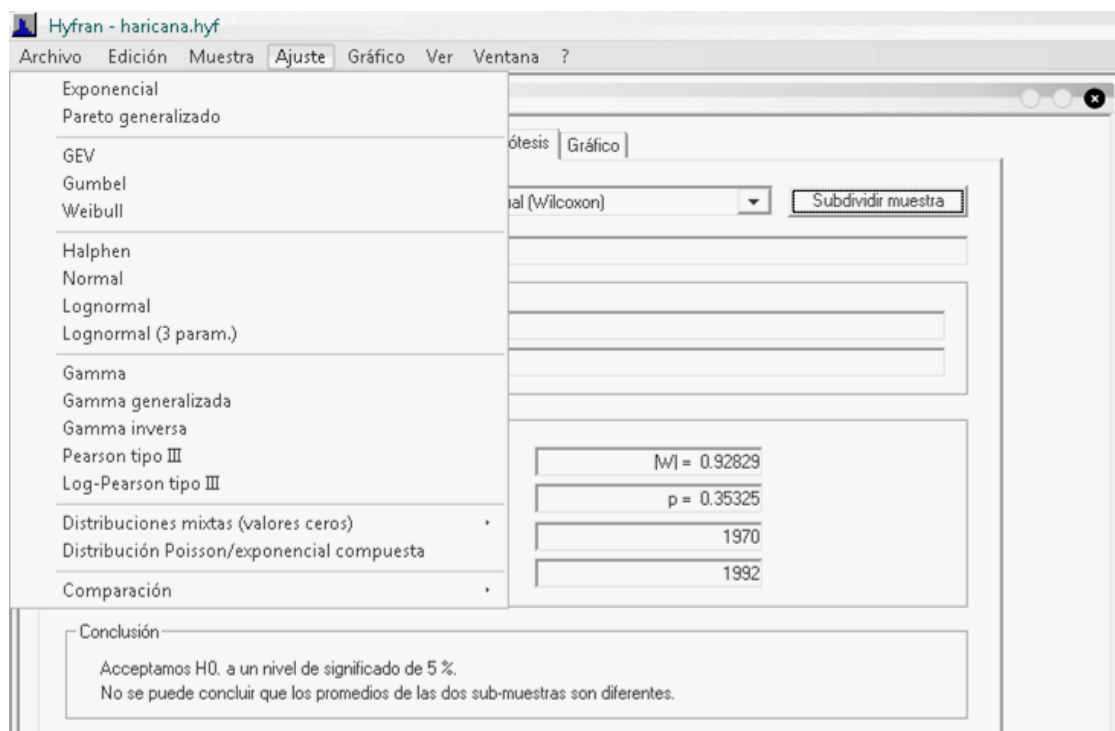 Hyfran - haricana.hyf
Archivo Edición Muestra Ajuste Gráfico Ver Ventana ?
Exponencial
Pareto generalizado
GEV
Gumbel
Weibull
Halphen
Normal
Lognormal
Lognormal (3 param.)
Gamma
Gamma generalizada
Gamma inversa
Pearson tipo III
Log-Pearson tipo III
Distribuciones mixtas (valores ceros)
Distribución Poisson/exponencial compuesta
Comparación
ótesis Gráfico
(Wilcoxon) Subdividir muestra
|W| = 0.92829
p = 0.35325
1970
1992
Conclusión
Acceptamos H0. a un nivel de significado de 5 %.
No se puede concluir que los promedios de las dos sub-muestras son diferentes.